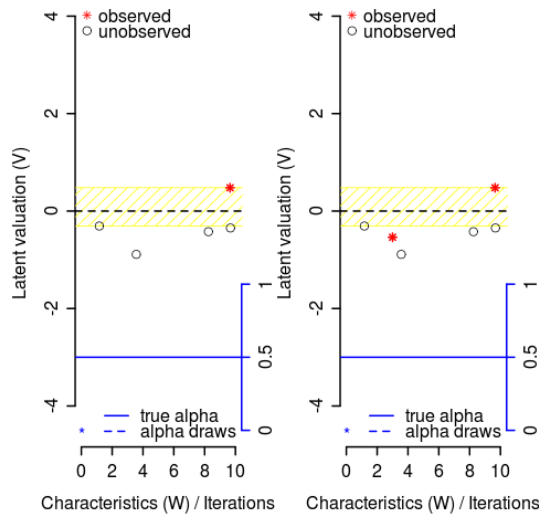 * observed
○ unobserved
Latent valuation (V)
4
2
0
-2
-4
1
0.5
0
true alpha
* alpha draws
0 2 4 6 8 10
Characteristics (W) / Iterations
* observed
○ unobserved
Latent valuation (V)
4
2
0
-2
-4
1
0.5
0
true alpha
* alpha draws
0 2 4 6 8 10
Characteristics (W) / Iterations